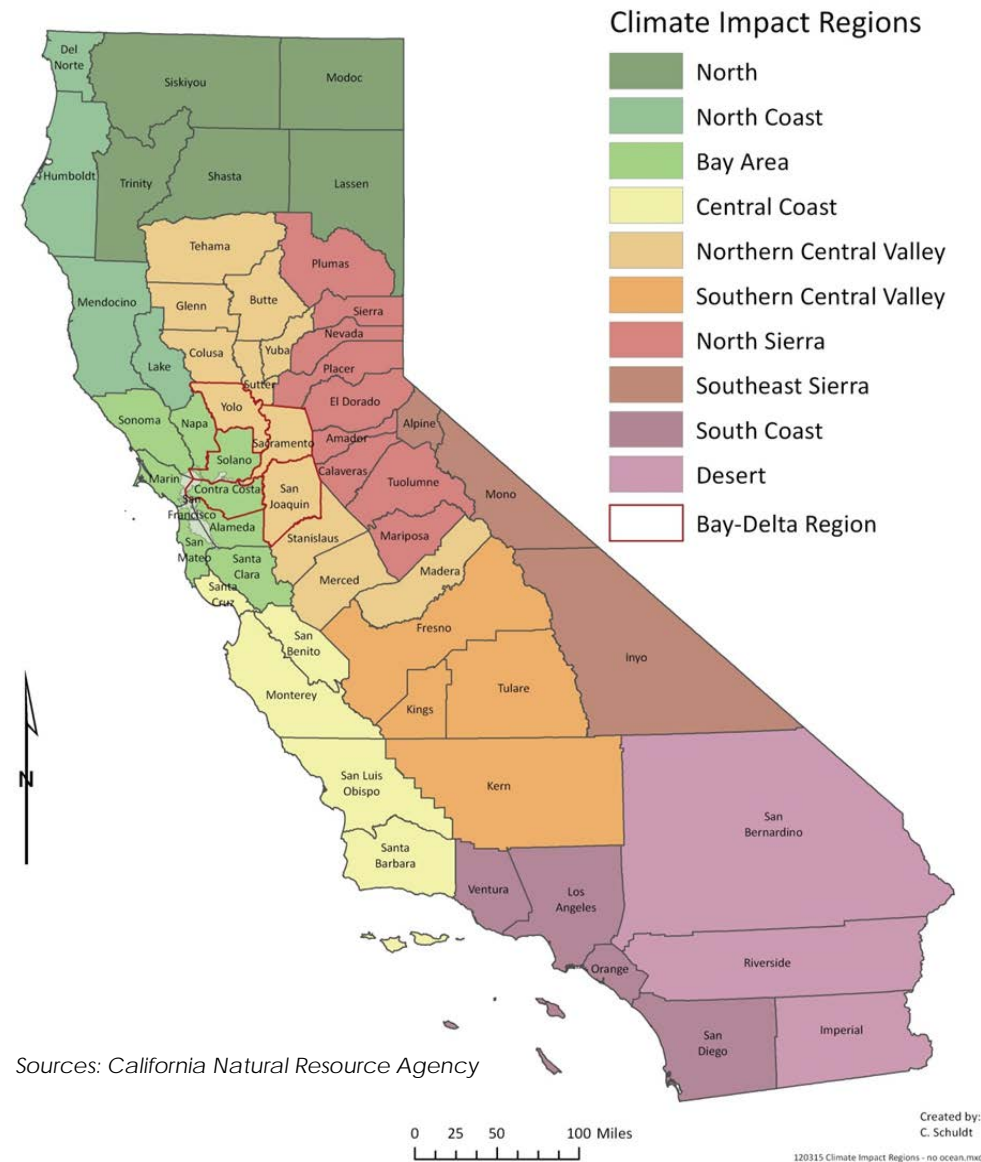 Climate Impact Regions
North
North Coast
Bay Area
Central Coast
Northern Central Valley
Southern Central Valley
North Sierra
Southeast Sierra
South Coast
Desert
Bay-Delta Region
Del
Norte
Siskiyou
Modoc
Humboldt
Trinity
Shasta
Lassen
Tehama
Plumas
Mendocino
Glenn
Butte
Sierra
Nevada
Colusa
Yuba
Lake
Placer
Sutter
El Dorado
Yolo
Sonoma
Napa
Sacramento
Amador
Alpine
Solano
Calaveras
Marin
Contra Costa
San
Joaquin
Tuolumne
Mono
San
Francisco
Alameda
Stanislaus
Mariposa
San
Mateo
Santa
Clara
Merced
Madera
Santa
Cruz
Fresno
San
Benito
Inyo
Monterey
Kings
Tulare
San Luis
Obispo
Kern
San
Bernardino
Santa
Barbara
Ventura
Los
Angeles
Orange
Riverside
San
Diego
Imperial
N
Sources: California Natural Resource Agency
0 25 50 100 Miles
Created by:
C. Schuldt
120315 Climate Impact Regions - no ocean.mxd